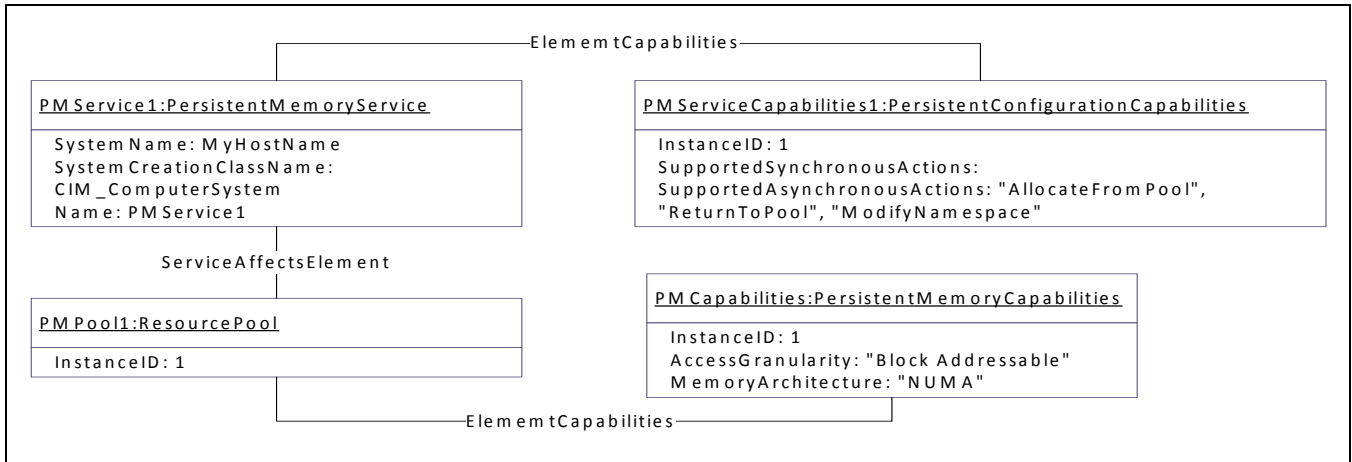 ElememtCapabilities
PMService1:PersistentMemoryService
SystemName: MyHostName
SystemCreationClassName:
CIM_ComputerSystem
Name: PMService1
PMServiceCapabilities1:PersistentConfigurationCapabilities
InstanceID: 1
SupportedSynchronousActions:
SupportedAsynchronousActions: "AllocateFromPool",
"ReturnToPool", "ModifyNamespace"
ServiceAffectsElement
PMPool1:ResourcePool
InstanceID: 1
PMCapabilities:PersistentMemoryCapabilities
InstanceID: 1
AccessGranularity: "Block Addressable"
MemoryArchitecture: "NUMA"
ElememtCapabilities